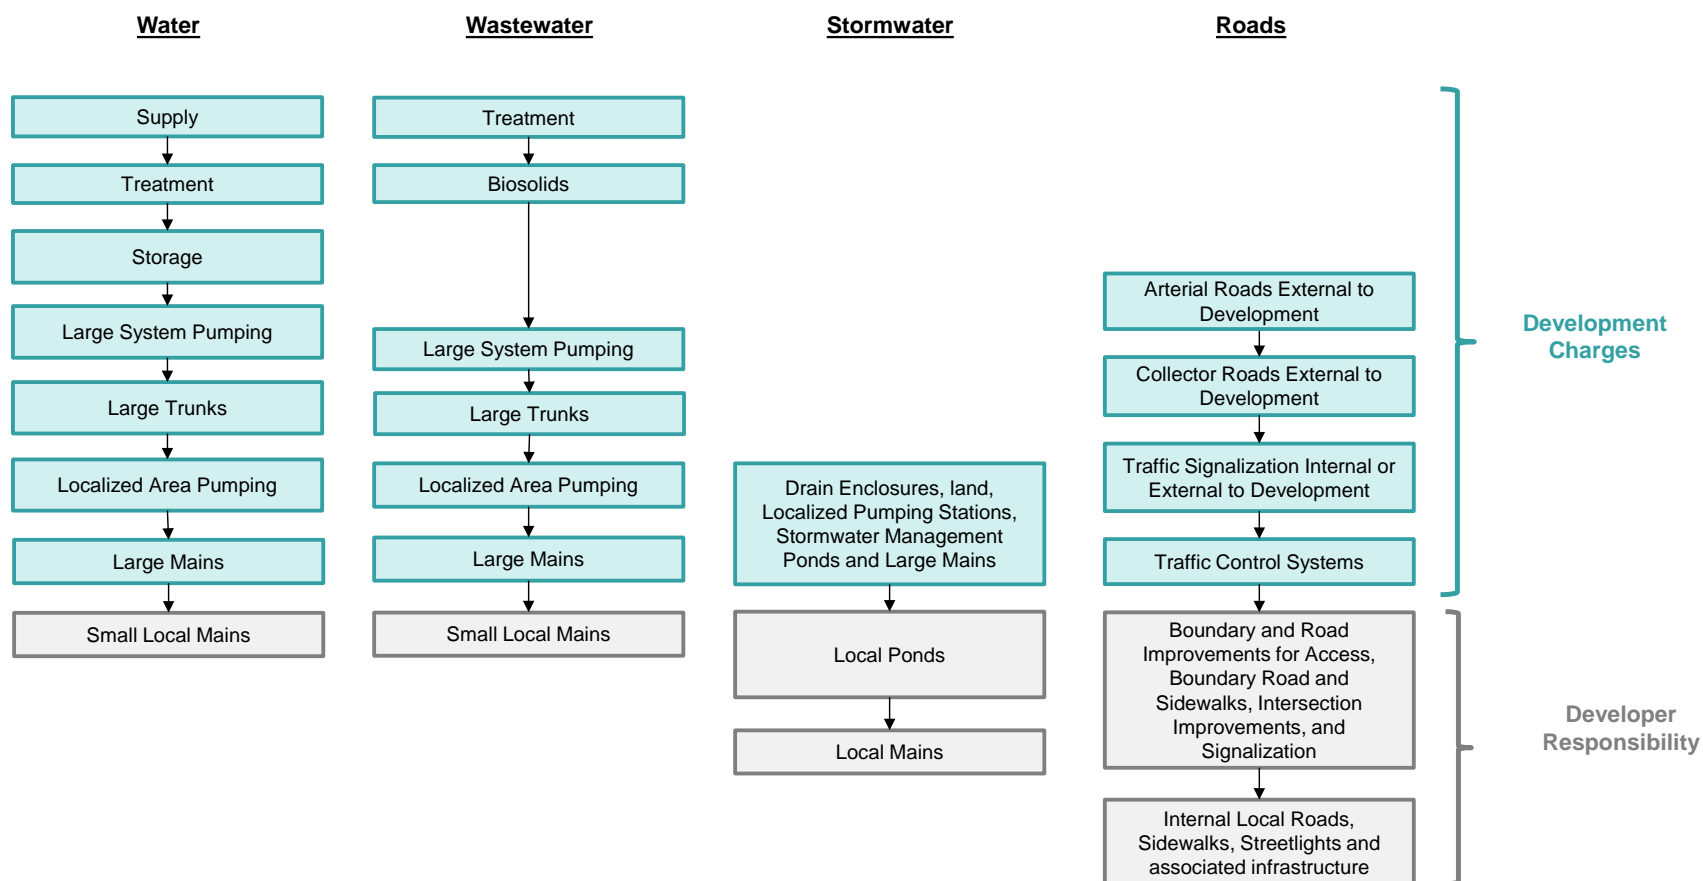 Water
Wastewater
Stormwater
Roads
Supply
Treatment
Storage
Large System Pumping
Large Trunks
Localized Area Pumping
Large Mains
Small Local Mains
Treatment
Biosolids
Large System Pumping
Large Trunks
Localized Area Pumping
Large Mains
Small Local Mains
Drain Enclosures, land,
Localized Pumping Stations,
Stormwater Management
Ponds and Large Mains
Local Ponds
Local Mains
Arterial Roads External to
Development
Collector Roads External to
Development
Traffic Signalization Internal or
External to Development
Traffic Control Systems
Boundary and Road
Improvements for Access,
Boundary Road and
Sidewalks, Intersection
Improvements, and
Signalization
Internal Local Roads,
Sidewalks, Streetlights and
associated infrastructure
Development
Charges
Developer
Responsibility